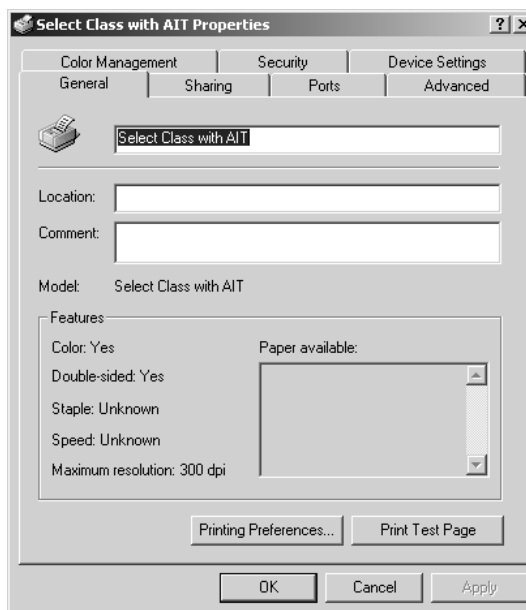 Select Class with AIT Properties
Color Management Security Device Settings
General Sharing Ports Advanced
Select Class with AIT
Location:
Comment:
Model: Select Class with AIT
Features
Color: Yes Paper available:
Double-sided: Yes
Staple: Unknown
Speed: Unknown
Maximum resolution: 300 dpi
Printing Preferences... Print Test Page
OK Cancel Apply